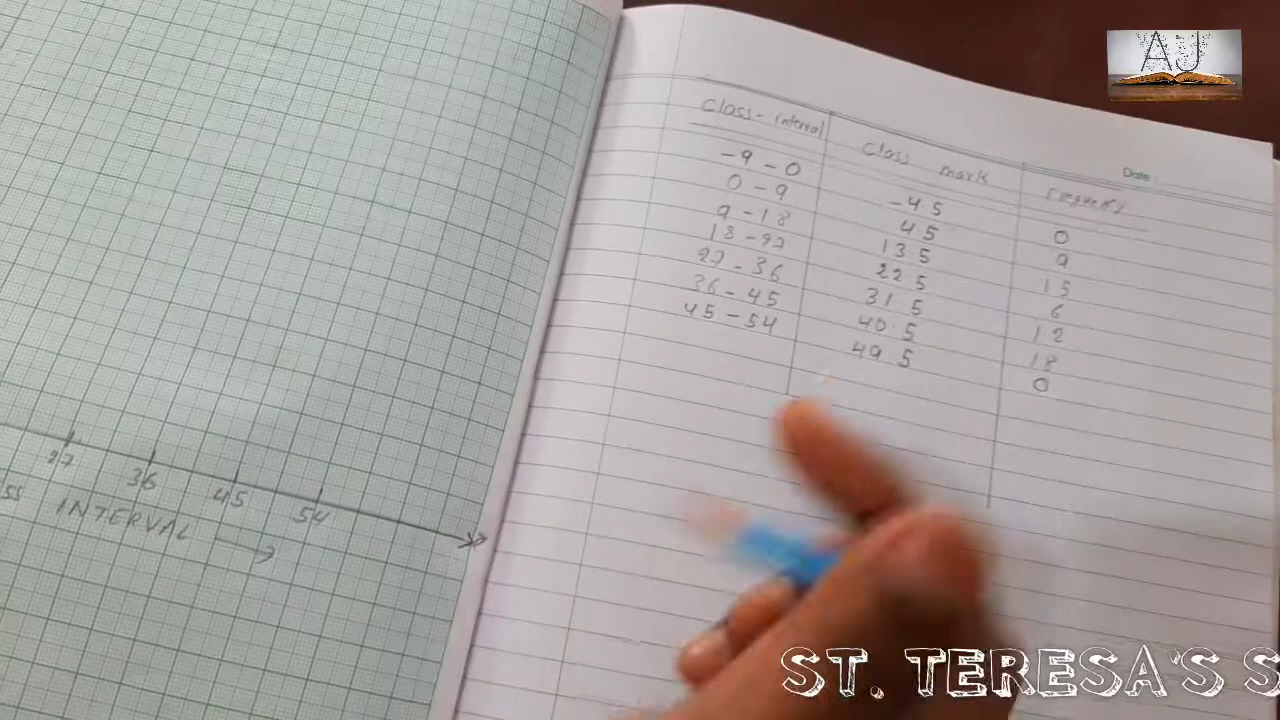 AJ
Class-interval Class mark Frequency
Date :
-9 - 0 -4.5 0
0 - 9 4.5 9
9 - 18 13.5 15
18 - 27 22.5 6
27 - 36 31.5 12
36 - 45 40.5 18
45 - 54 49.5 0
27 36 45 54
INTERVAL
ST. TERESA'S S